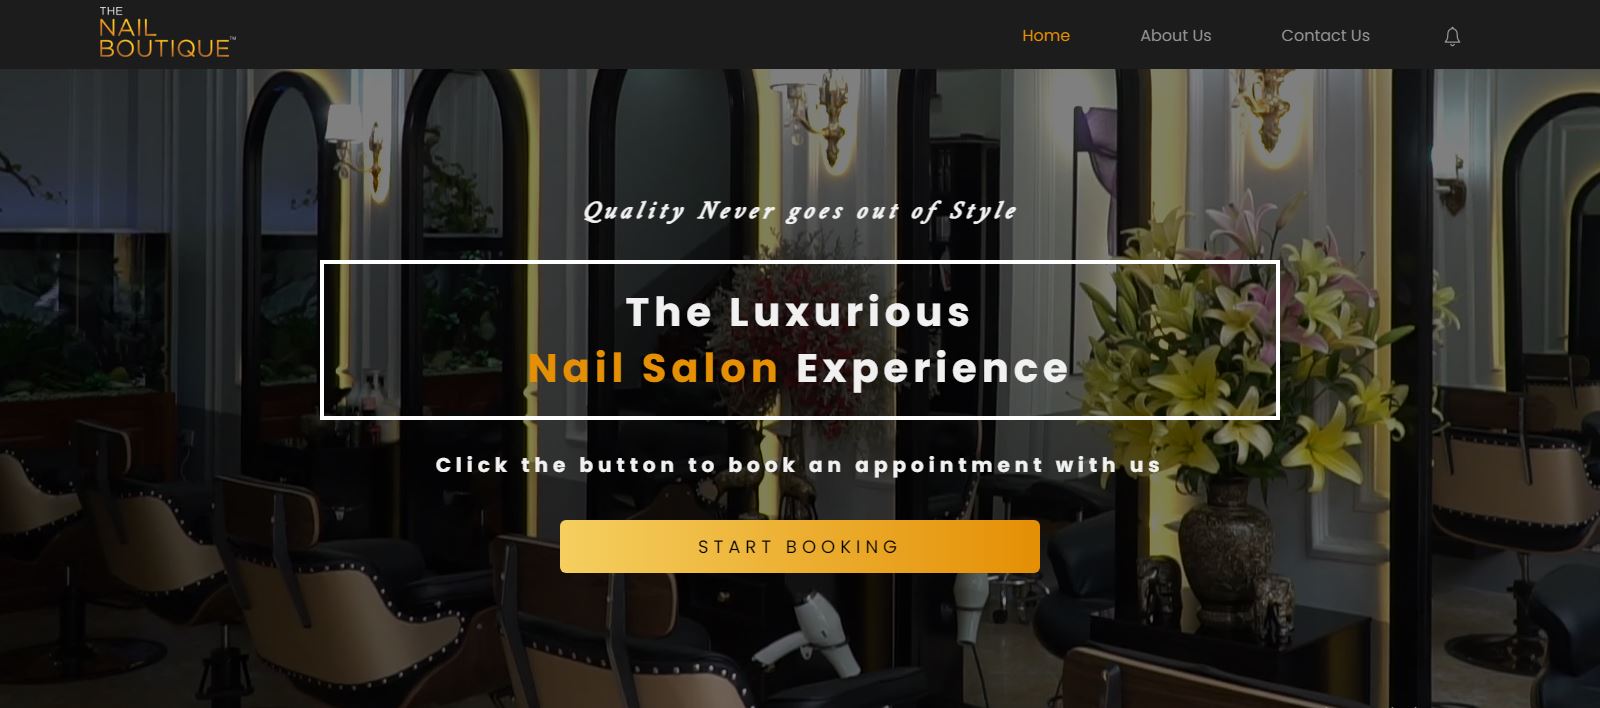 THE
NAIL
BOUTIQUE™
Home
About Us
Contact Us
Quality Never goes out of Style
The Luxurious
Nail Salon Experience
Click the button to book an appointment with us
START BOOKING